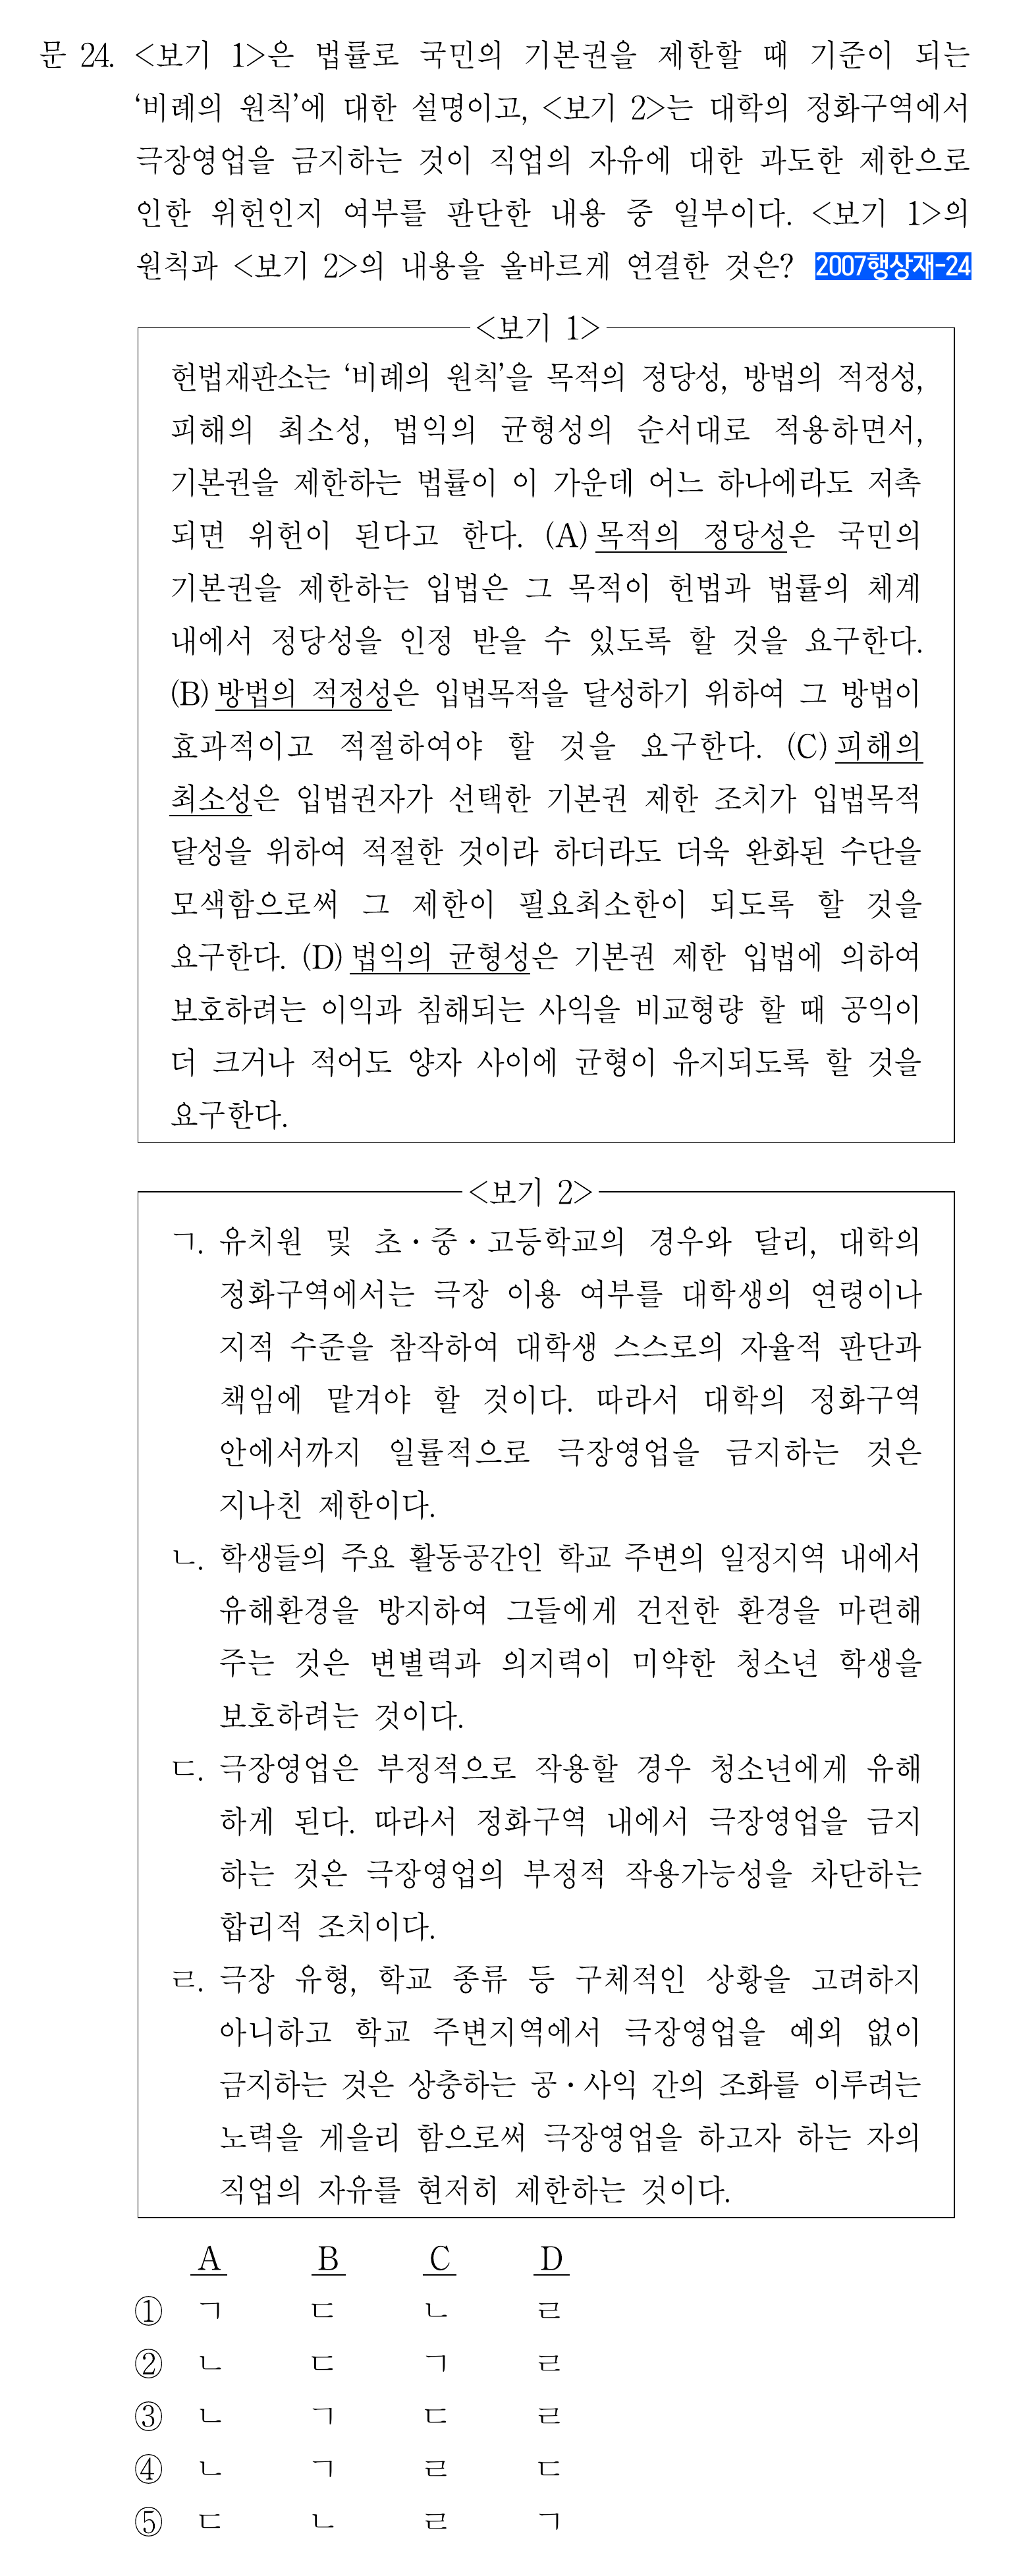 문 24. <보기 1>은 법률로 국민의 기본권을 제한할 때 기준이 되는
‘비례의 원칙’에 대한 설명이고, <보기 2>는 대학의 정화구역에서
극장영업을 금지하는 것이 직업의 자유에 대한 과도한 제한으로
인한 위헌인지 여부를 판단한 내용 중 일부이다. <보기 1>의
원칙과 <보기 2>의 내용을 올바르게 연결한 것은? 2007행상재-24
<보기 1>
헌법재판소는 ‘비례의 원칙’을 목적의 정당성, 방법의 적정성,
피해의 최소성, 법익의 균형성의 순서대로 적용하면서,
기본권을 제한하는 법률이 이 가운데 어느 하나에라도 저촉
되면 위헌이 된다고 한다. (A) 목적의 정당성은 국민의
기본권을 제한하는 입법은 그 목적이 헌법과 법률의 체계
내에서 정당성을 인정 받을 수 있도록 할 것을 요구한다.
(B) 방법의 적정성은 입법목적을 달성하기 위하여 그 방법이
효과적이고 적절하여야 할 것을 요구한다. (C) 피해의
최소성은 입법권자가 선택한 기본권 제한 조치가 입법목적
달성을 위하여 적절한 것이라 하더라도 더욱 완화된 수단을
모색함으로써 그 제한이 필요최소한이 되도록 할 것을
요구한다. (D) 법익의 균형성은 기본권 제한 입법에 의하여
보호하려는 이익과 침해되는 사익을 비교형량 할 때 공익이
더 크거나 적어도 양자 사이에 균형이 유지되도록 할 것을
요구한다.
<보기 2>
ㄱ. 유치원 및 초·중·고등학교의 경우와 달리, 대학의
정화구역에서는 극장 이용 여부를 대학생의 연령이나
지적 수준을 참작하여 대학생 스스로의 자율적 판단과
책임에 맡겨야 할 것이다. 따라서 대학의 정화구역
안에서까지 일률적으로 극장영업을 금지하는 것은
지나친 제한이다.
ㄴ. 학생들의 주요 활동공간인 학교 주변의 일정지역 내에서
유해환경을 방지하여 그들에게 건전한 환경을 마련해
주는 것은 변별력과 의지력이 미약한 청소년 학생을
보호하려는 것이다.
ㄷ. 극장영업은 부정적으로 작용할 경우 청소년에게 유해
하게 된다. 따라서 정화구역 내에서 극장영업을 금지
하는 것은 극장영업의 부정적 작용가능성을 차단하는
합리적 조치이다.
ㄹ. 극장 유형, 학교 종류 등 구체적인 상황을 고려하지
아니하고 학교 주변지역에서 극장영업을 예외 없이
금지하는 것은 상충하는 공·사익 간의 조화를 이루려는
노력을 게을리 함으로써 극장영업을 하고자 하는 자의
직업의 자유를 현저히 제한하는 것이다.
A B C D
① ㄱ ㄷ ㄴ ㄹ
② ㄴ ㄷ ㄱ ㄹ
③ ㄴ ㄱ ㄷ ㄹ
④ ㄴ ㄱ ㄹ ㄷ
⑤ ㄷ ㄴ ㄹ ㄱ